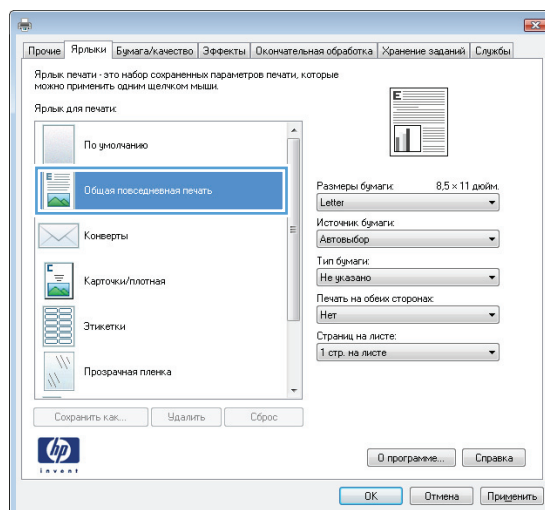 Прочие Ярлыки Бумага/качество Эффекты Окончательная обработка Хранение заданий Службы
Ярлык печати - это набор сохраненных параметров печати, которые
можно применить одним щелчком мыши.
Ярлык для печати:
По умолчанию
Общая повседневная печать
Конверты
Карточки/плотная
Этикетки
Прозрачная пленка
Сохранить как... Удалить Сброс
E
Размеры бумаги: 8,5 × 11 дюйм.
Letter
Источник бумаги:
Автовыбор
Тип бумаги:
Не указано
Печать на обеих сторонах:
Нет
Страниц на листе:
1 стр. на листе
hp
invent
О программе... Справка
OK Отмена Применить